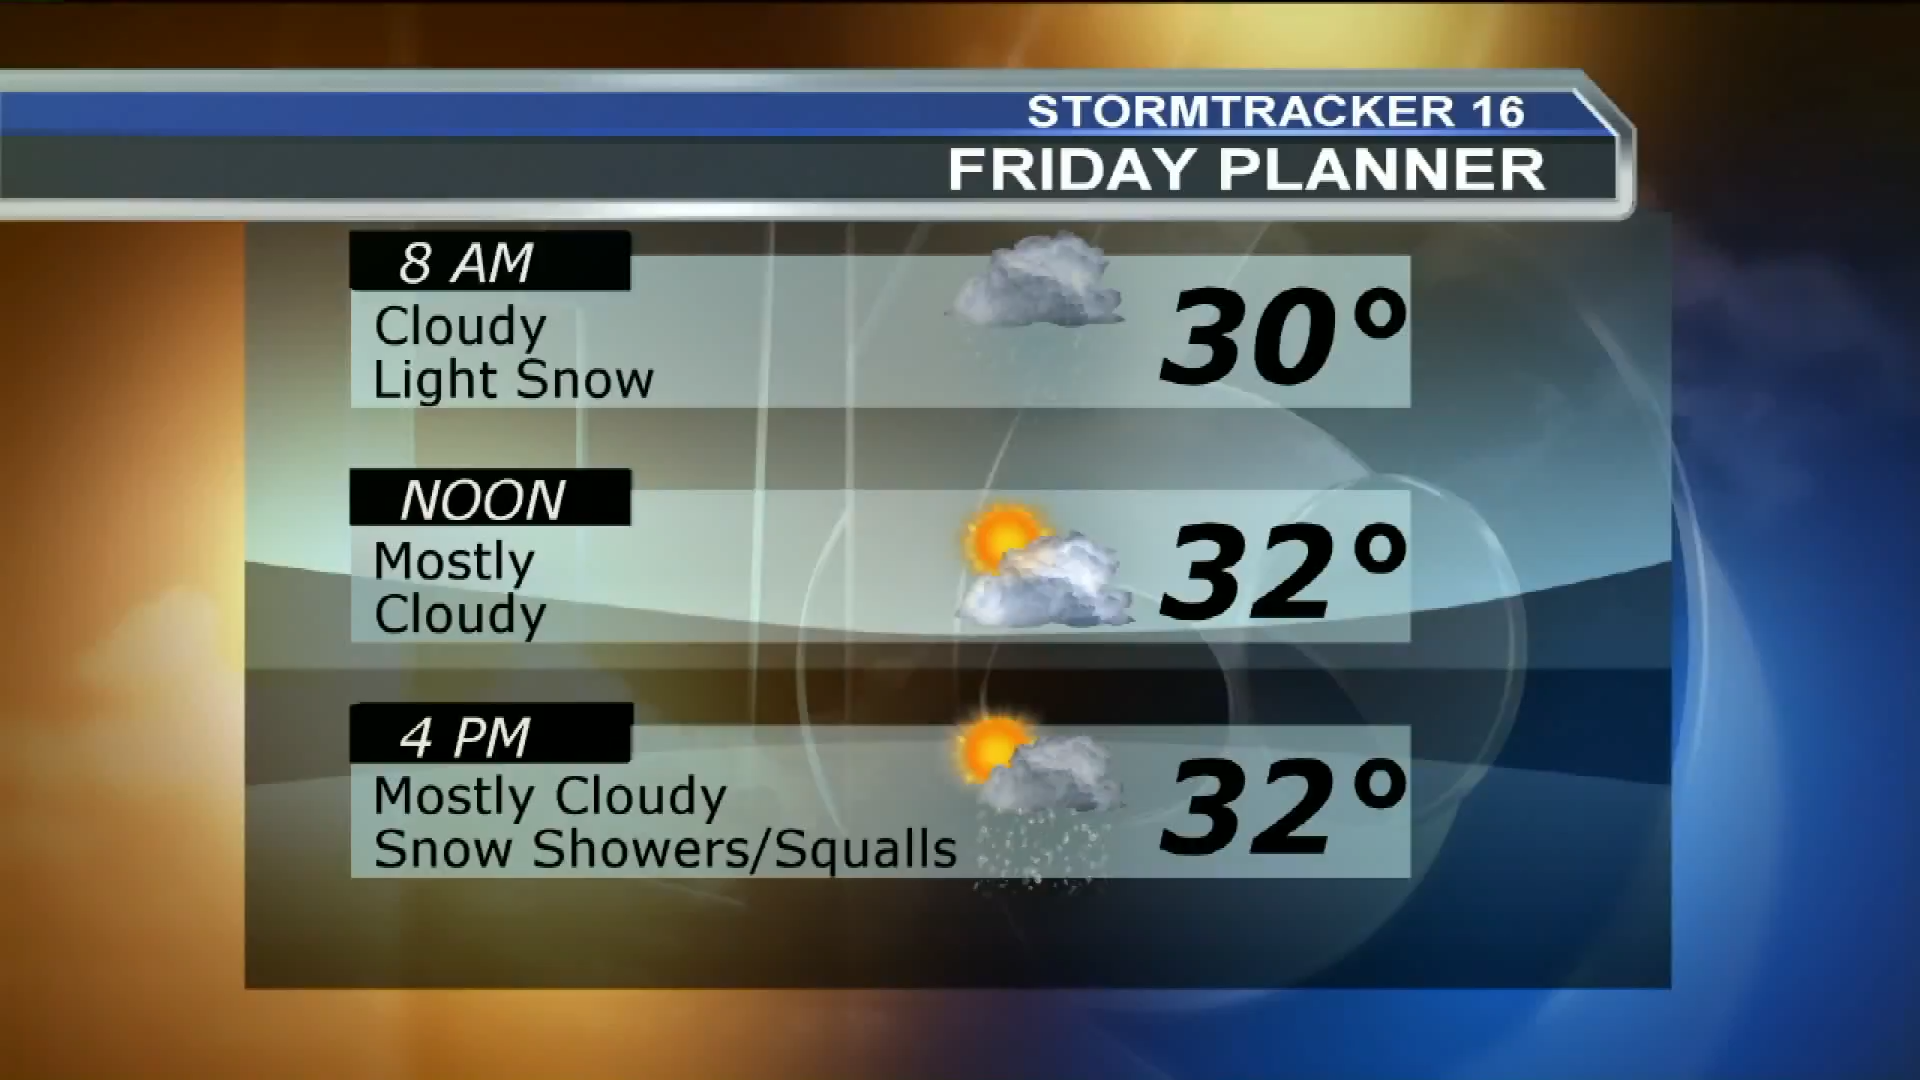 STORMTRACKER 16
FRIDAY PLANNER
8 AM
Cloudy
Light Snow
30°
NOON
Mostly
Cloudy
32°
4 PM
Mostly Cloudy
Snow Showers/Squalls
32°